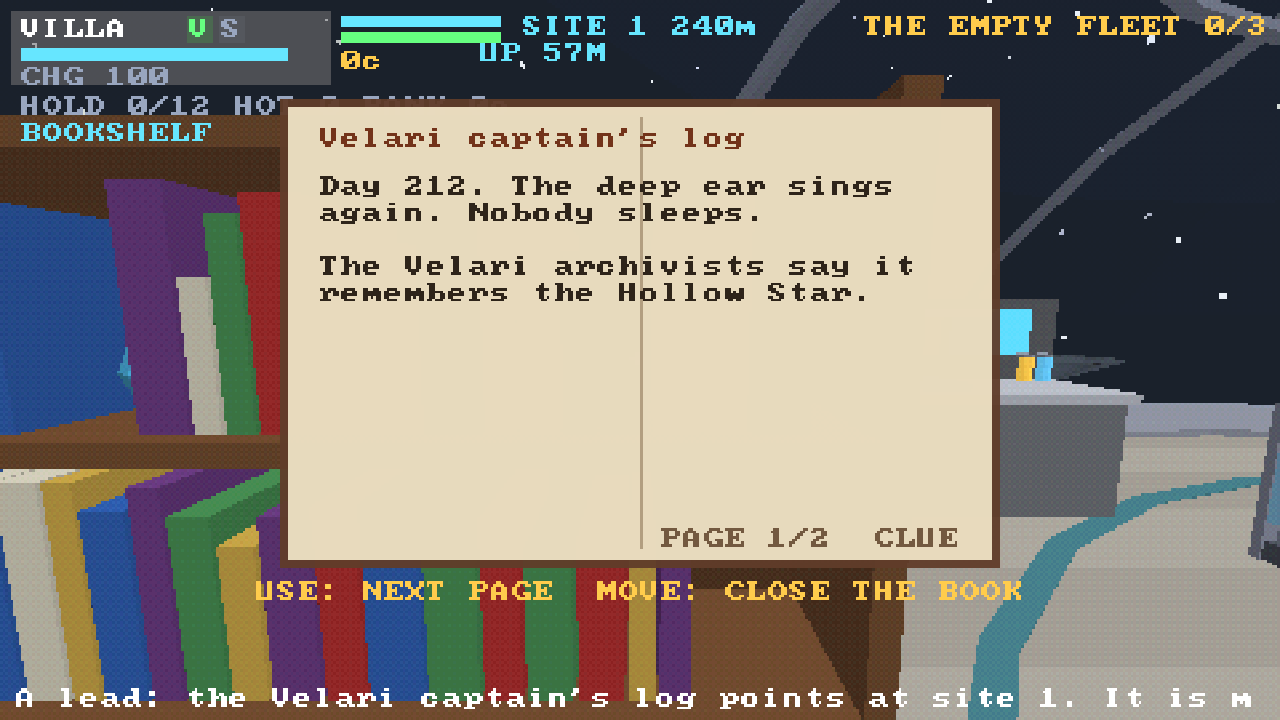 VILLA V S
SITE 1 240m
THE EMPTY FLEET 0/3
UP 57M
0c
CHG 100
HOLD 0/12
BOOKSHELF
Velari captain's log
Day 212. The deep ear sings
again. Nobody sleeps.
The Velari archivists say it
remembers the Hollow Star.
PAGE 1/2 CLUE
USE: NEXT PAGE MOVE: CLOSE THE BOOK
A lead: the Velari captain's log points at site 1. It is m